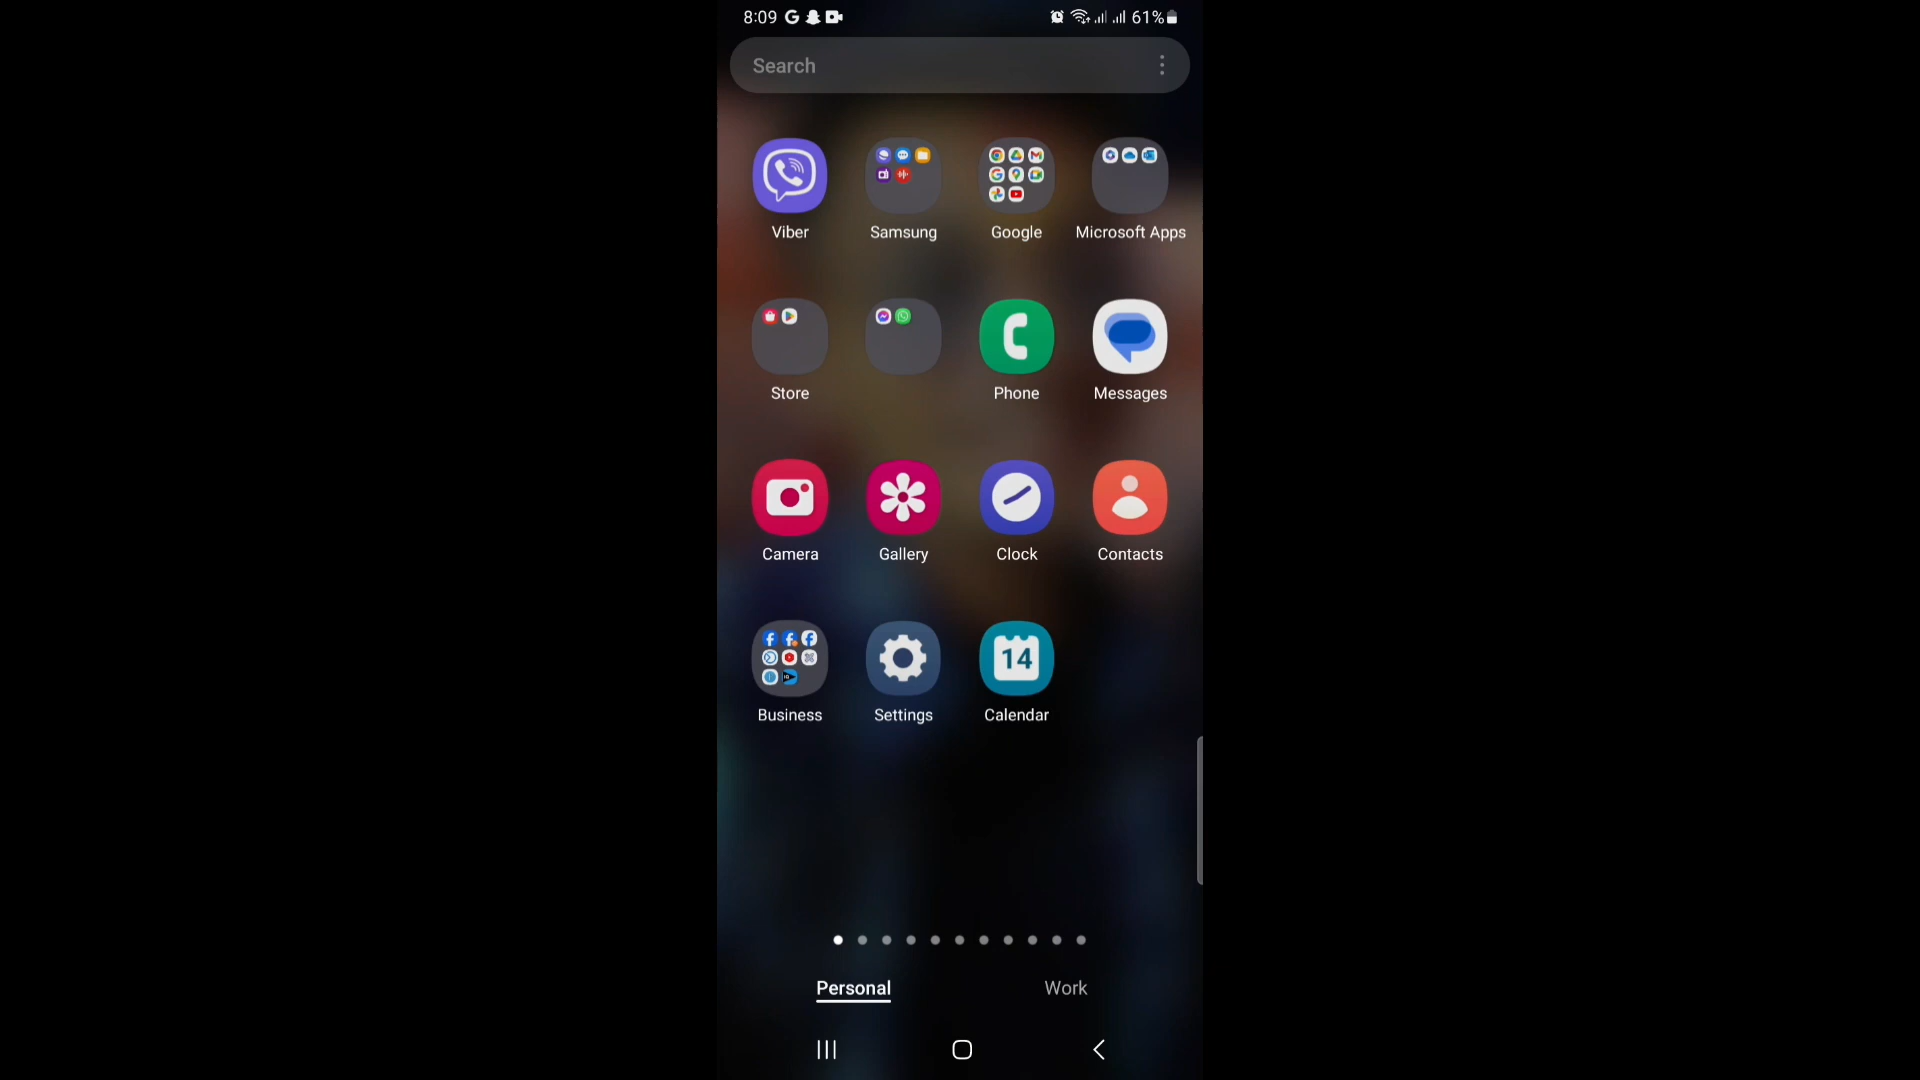 8:09 61%
Search
Viber Samsung Google Microsoft Apps
Store Phone Messages
Camera Gallery Clock Contacts
14
Business Settings Calendar
Personal Work